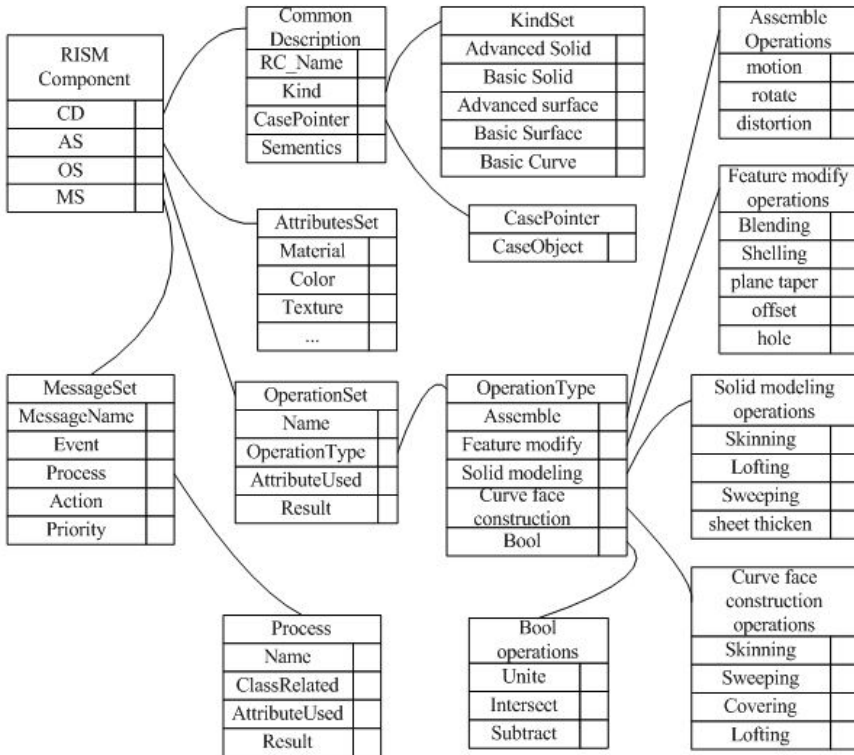 RISM
Component
CD
AS
OS
MS
Common
Description
RC_Name
Kind
CasePointer
Sementics
KindSet
Advanced Solid
Basic Solid
Advanced surface
Basic Surface
Basic Curve
Assemble
Operations
motion
rotate
distortion
AttributesSet
Material
Color
Texture
...
CasePointer
CaseObject
Feature modify
operations
Blending
Shelling
plane taper
offset
hole
MessageSet
MessageName
Event
Process
Action
Priority
OperationSet
Name
OperationType
AttributeUsed
Result
OperationType
Assemble
Feature modify
Solid modeling
Curve face
construction
Bool
Solid modeling
operations
Skinning
Lofting
Sweeping
sheet thicken
Process
Name
ClassRelated
AttributeUsed
Result
Bool
operations
Unite
Intersect
Subtract
Curve face
construction
operations
Skinning
Sweeping
Covering
Lofting